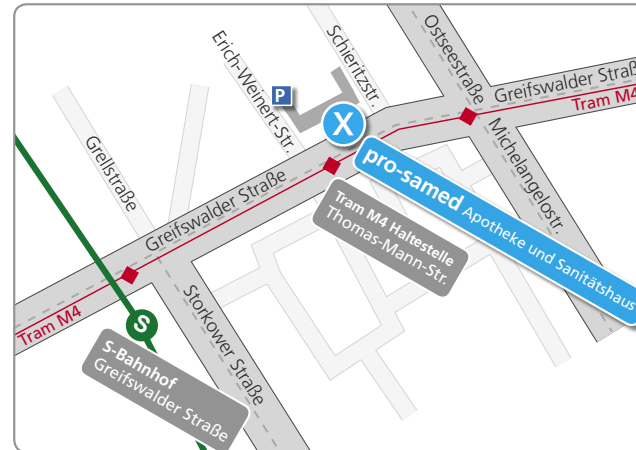 Ostseestraße
Schieritzstr.
Erich-Weinert-Str.
P
Greifswalder
Tram M4
X
Michelangelostr.
Grellstraße
Greifswalder Straße
pro-samed Apotheke und Sanitätshaus
Tram M4 Haltestelle
Thomas-Mann-Str.
Tram M4
S
Storkower Straße
S-Bahnhof
Greifswalder Straße